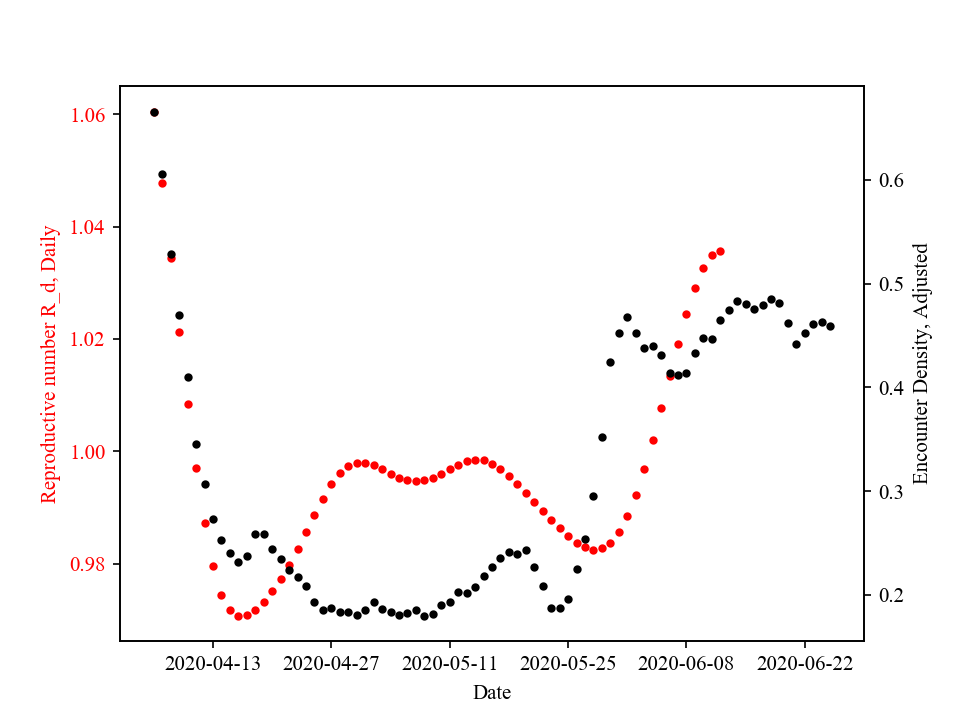 1.06
1.04
1.02
1.00
0.98
Reproductive number R_d, Daily
0.6
0.5
0.4
0.3
0.2
Encounter Density, Adjusted
2020-04-13 2020-04-27 2020-05-11 2020-05-25 2020-06-08 2020-06-22
Date